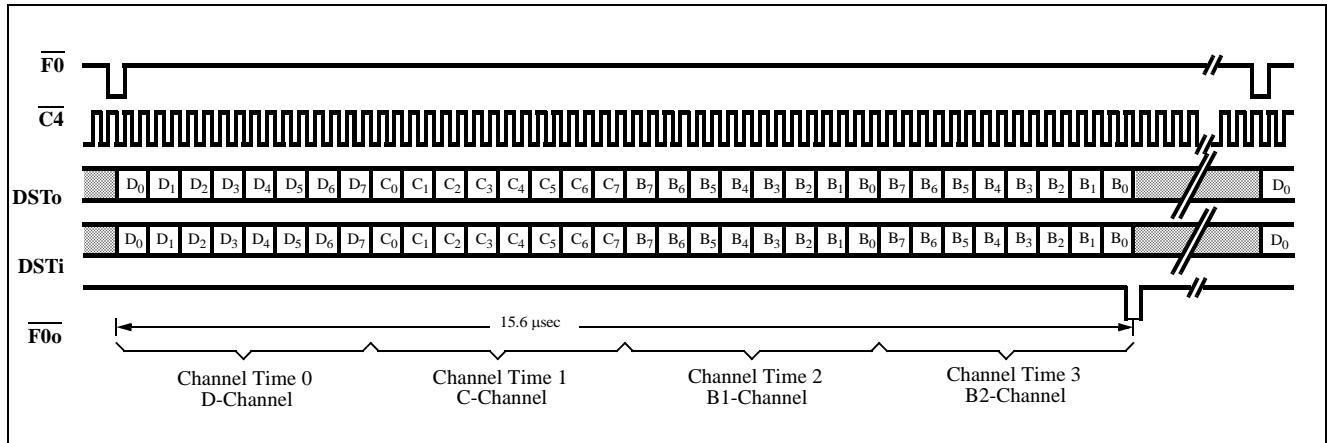 F0
C4
DSTo D₀ D₁ D₂ D₃ D₄ D₅ D₆ D₇ C₀ C₁ C₂ C₃ C₄ C₅ C₆ C₇ B₇ B₆ B₅ B₄ B₃ B₂ B₁ B₀ B₇ B₆ B₅ B₄ B₃ B₂ B₁ B₀ D₀
DSTi D₀ D₁ D₂ D₃ D₄ D₅ D₆ D₇ C₀ C₁ C₂ C₃ C₄ C₅ C₆ C₇ B₇ B₆ B₅ B₄ B₃ B₂ B₁ B₀ B₇ B₆ B₅ B₄ B₃ B₂ B₁ B₀ D₀
F0o
15.6 µsec
Channel Time 0
D-Channel
Channel Time 1
C-Channel
Channel Time 2
B1-Channel
Channel Time 3
B2-Channel